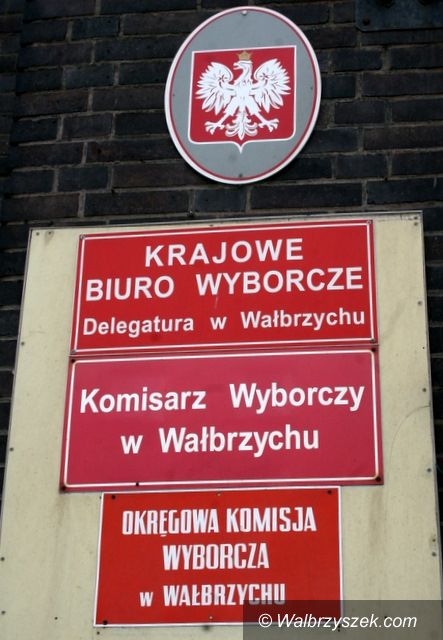 KRAJOWE
BIURO WYBORCZE
Delegatura w Wałbrzychu
Komisarz Wyborczy
w Wałbrzychu
OKRĘGOWA KOMISJA
WYBORCZA
w WAŁBRZYCHU
© Walbrzyszek.com